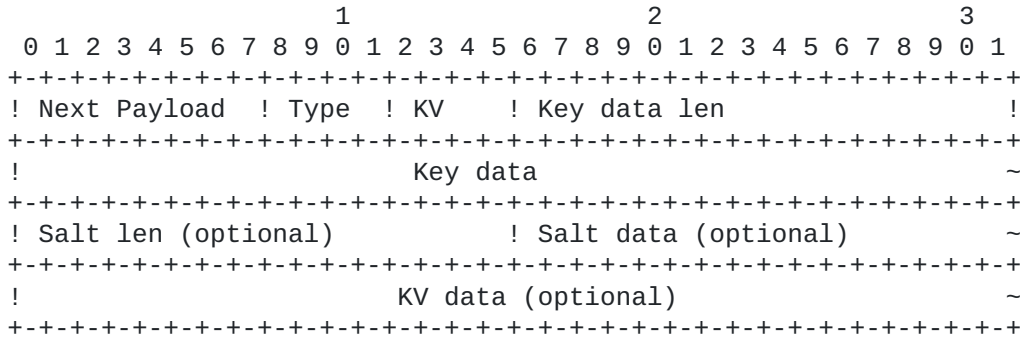 1                   2                   3
 0 1 2 3 4 5 6 7 8 9 0 1 2 3 4 5 6 7 8 9 0 1 2 3 4 5 6 7 8 9 0 1
+-+-+-+-+-+-+-+-+-+-+-+-+-+-+-+-+-+-+-+-+-+-+-+-+-+-+-+-+-+-+-+-+
! Next Payload  ! Type  ! KV    ! Key data len                  !
+-+-+-+-+-+-+-+-+-+-+-+-+-+-+-+-+-+-+-+-+-+-+-+-+-+-+-+-+-+-+-+-+
!                         Key data                              ~
+-+-+-+-+-+-+-+-+-+-+-+-+-+-+-+-+-+-+-+-+-+-+-+-+-+-+-+-+-+-+-+-+
! Salt len (optional)           ! Salt data (optional)          ~
+-+-+-+-+-+-+-+-+-+-+-+-+-+-+-+-+-+-+-+-+-+-+-+-+-+-+-+-+-+-+-+-+
!                        KV data (optional)                     ~
+-+-+-+-+-+-+-+-+-+-+-+-+-+-+-+-+-+-+-+-+-+-+-+-+-+-+-+-+-+-+-+-+